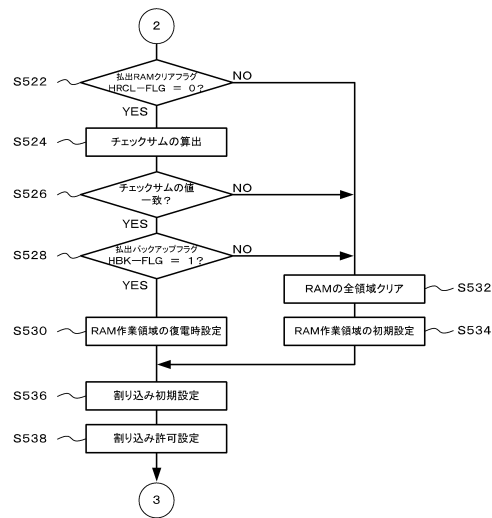 2
S522
払出RAMクリアフラグ
HRCL-FLG = 0?
NO
YES
S524
チェックサムの算出
S526
チェックサムの値
一致?
NO
YES
S528
払出バックアップフラグ
HBK-FLG = 1?
NO
YES
RAMの全領域クリア
S532
S530
RAM作業領域の復電時設定
RAM作業領域の初期設定
S534
S536
割り込み初期設定
S538
割り込み許可設定
3